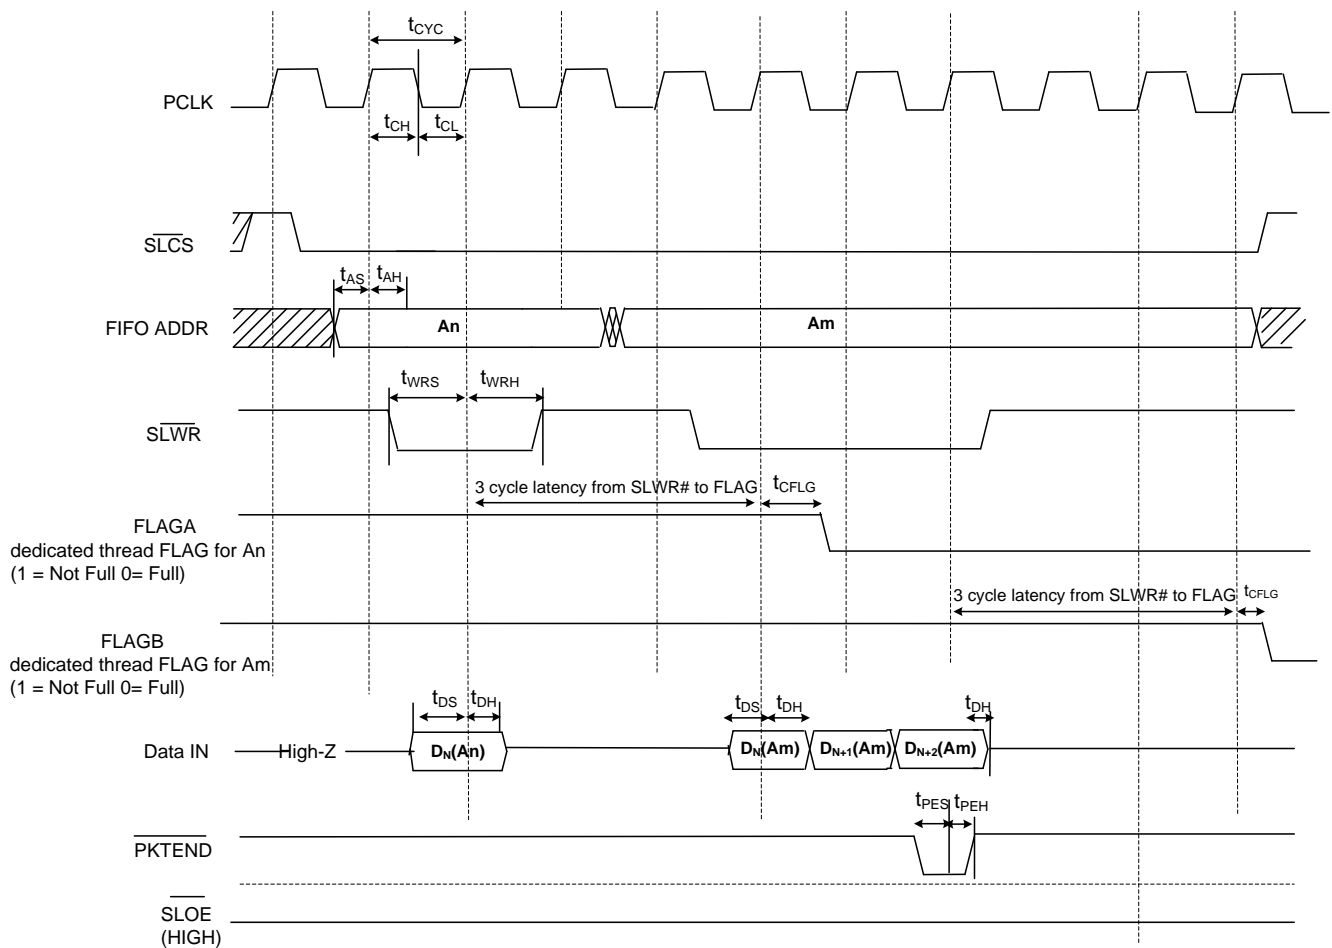 tCYC
PCLK
tCH tCL
SLCS
tAS tAH
FIFO ADDR An Am
tWRS tWRH
SLWR
3 cycle latency from SLWR# to FLAG tCFLG
FLAGA
dedicated thread FLAG for An
(1 = Not Full 0= Full)
3 cycle latency from SLWR# to FLAG tCFLG
FLAGB
dedicated thread FLAG for Am
(1 = Not Full 0= Full)
tDS tDH tDS tDH tDH
Data IN High-Z DN(An) DN(Am) DN+1(Am) DN+2(Am)
tPES tPEH
PKTEND
SLOE
(HIGH)